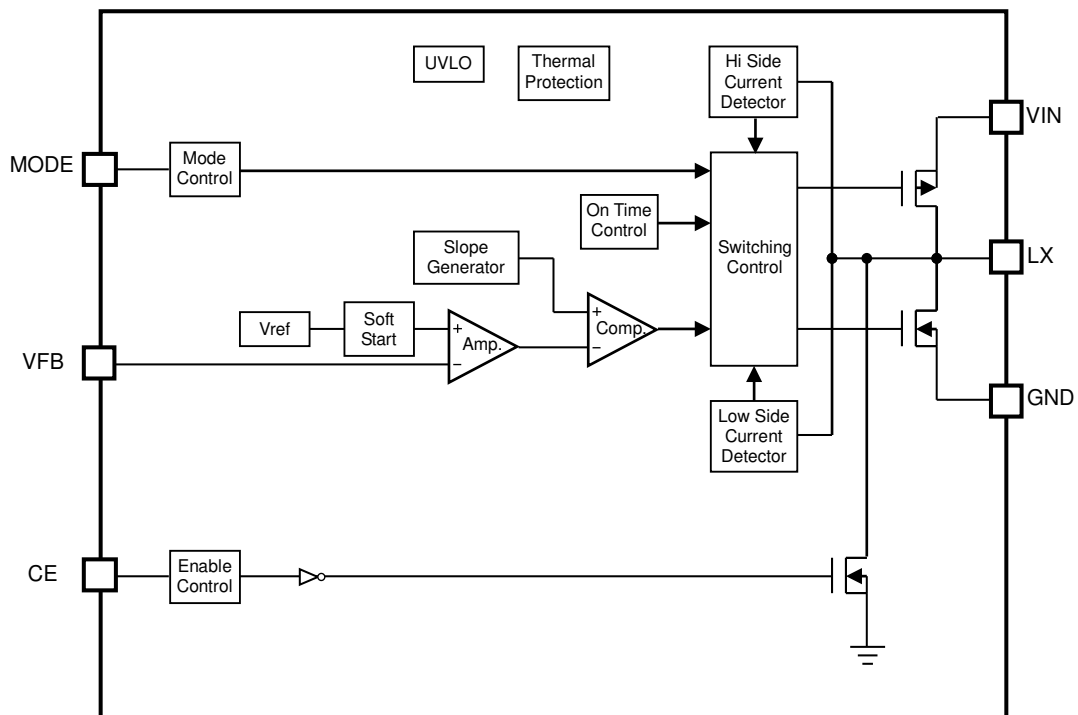 UVLO
Thermal
Protection
Hi Side
Current
Detector
VIN
MODE
Mode
Control
On Time
Control
Switching
Control
LX
Slope
Generator
Vref
Soft
Start
+
Amp.
−
+
Comp.
−
VFB
GND
Low Side
Current
Detector
CE
Enable
Control